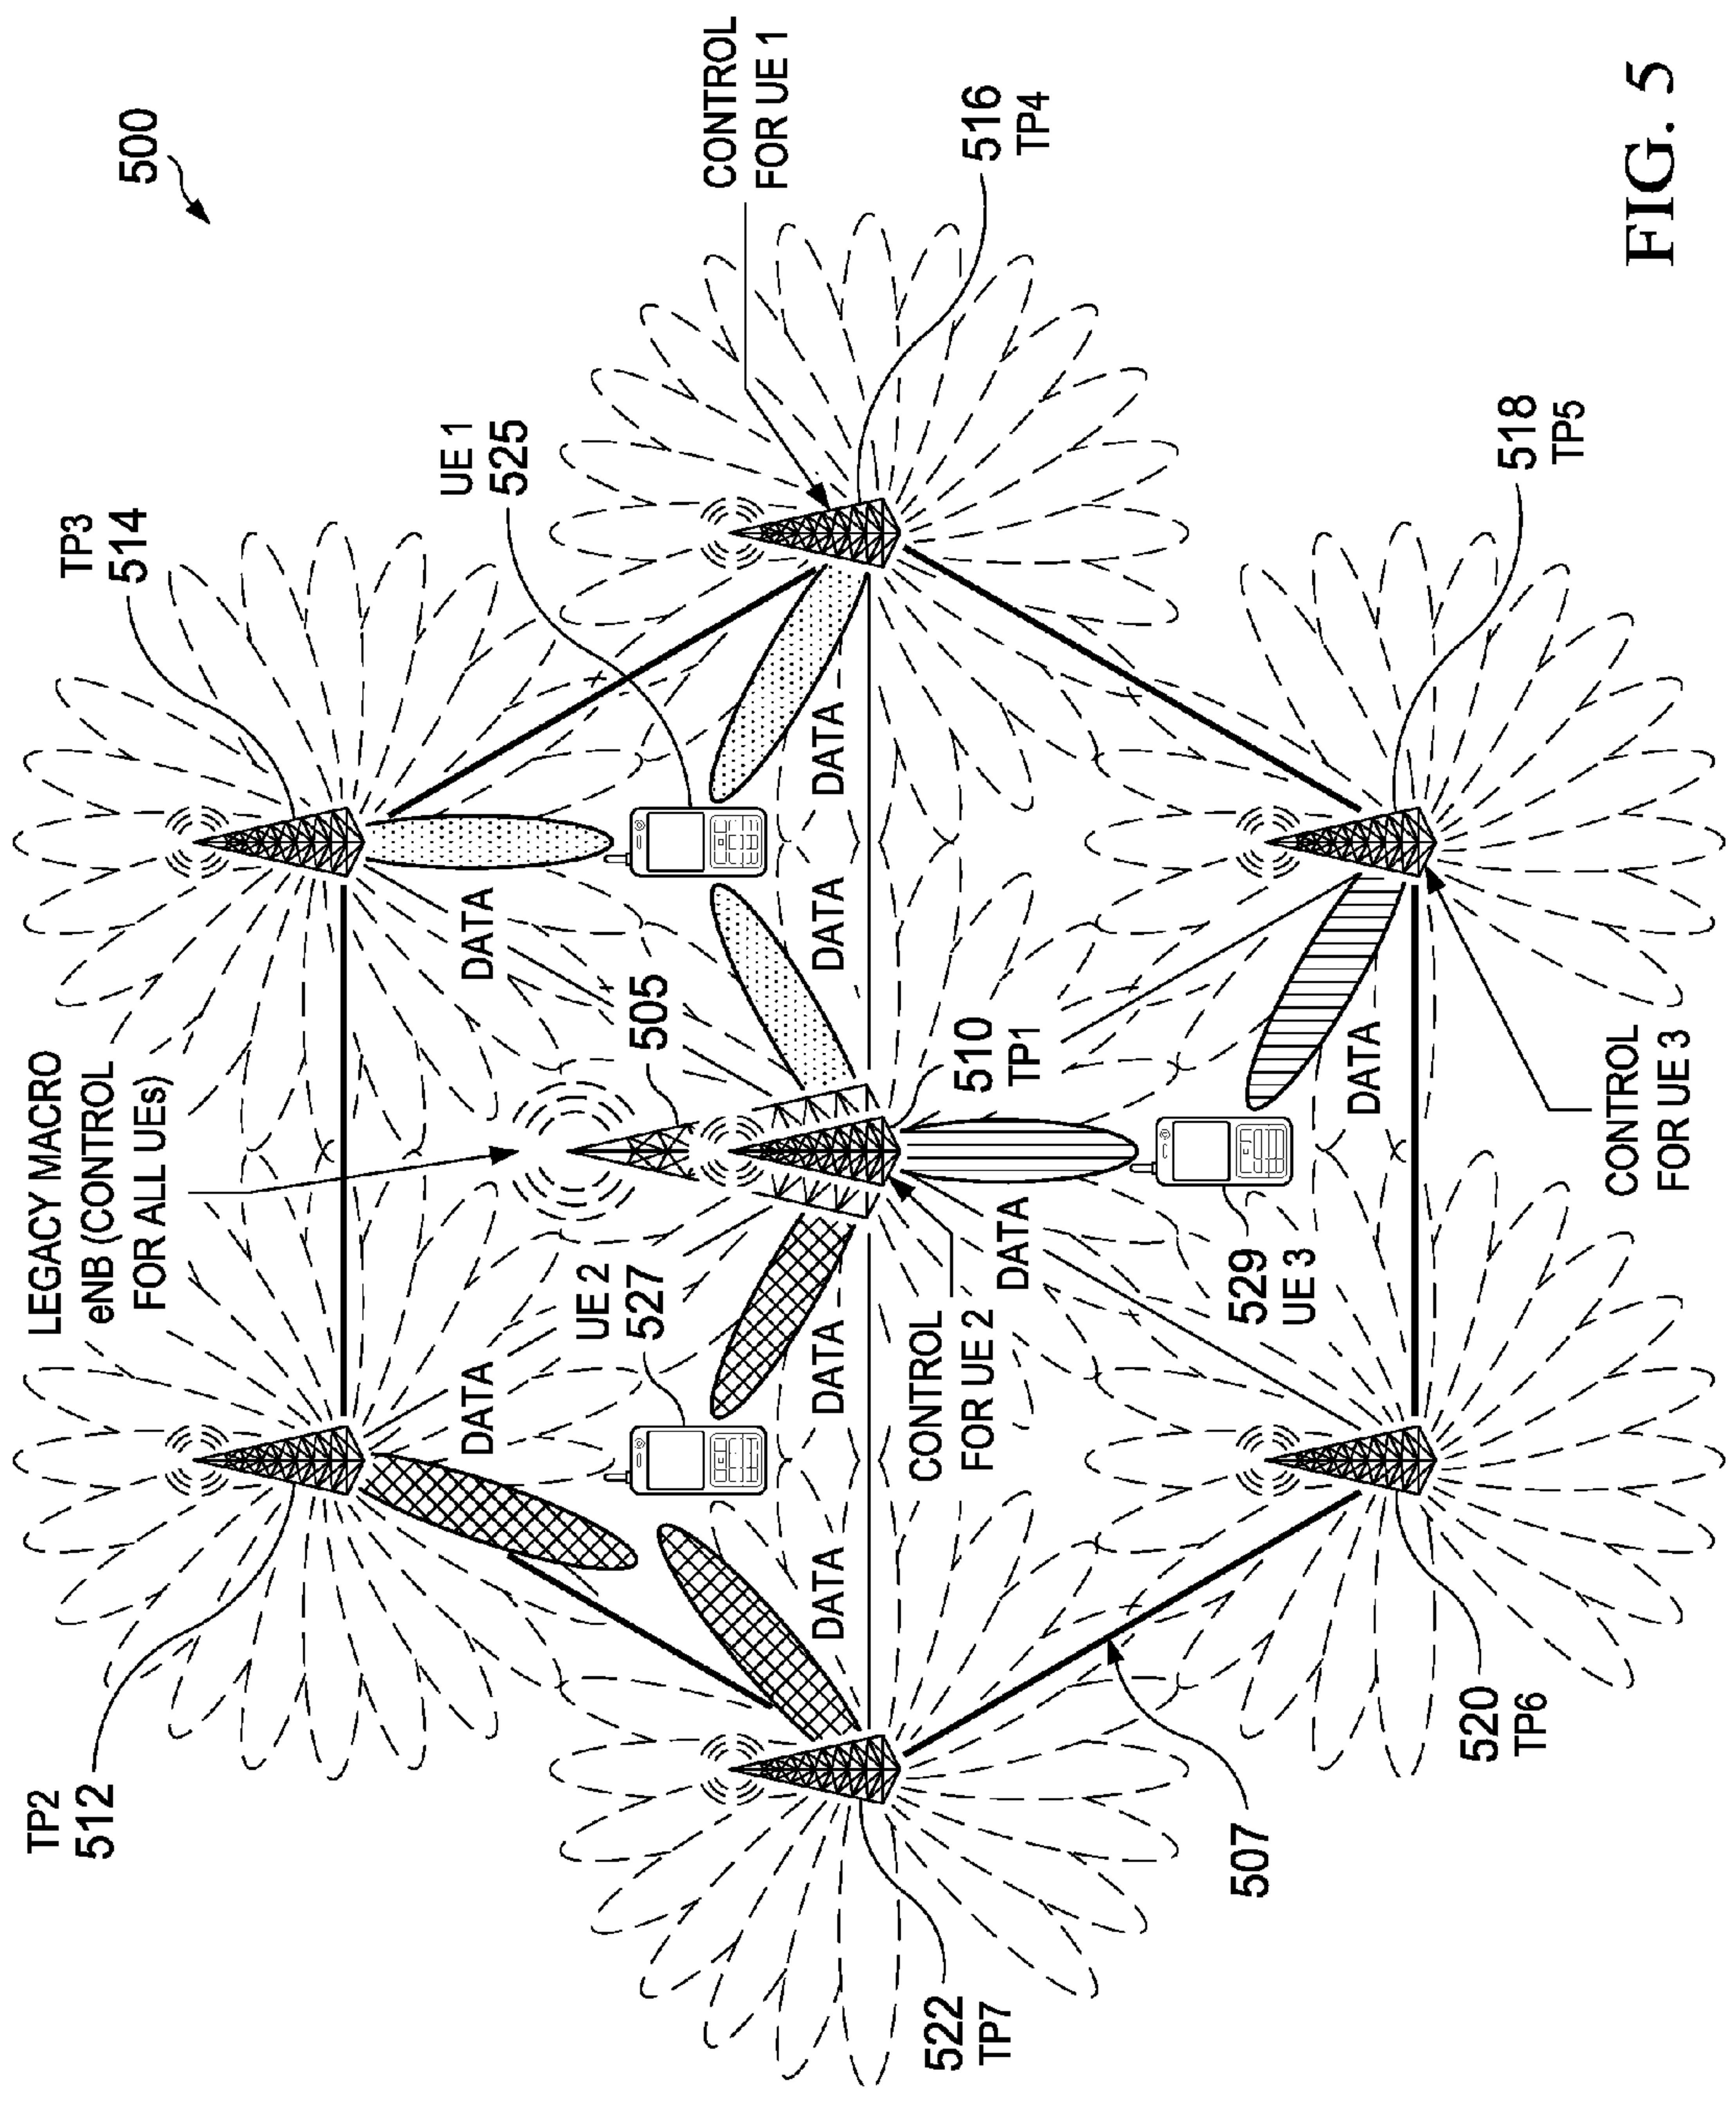 500
CONTROL
FOR UE 1
516
TP4
UE 1
525
TP3
514
518
TP5
DATA
DATA
DATA
LEGACY MACRO
eNB (CONTROL
FOR ALL UEs)
505
510
TP1
DATA
CONTROL
FOR UE 3
UE 2
527
DATA
DATA
CONTROL
FOR UE 2
DATA
529
UE 3
DATA
TP2
512
522
TP7
507
520
TP6
FIG. 5